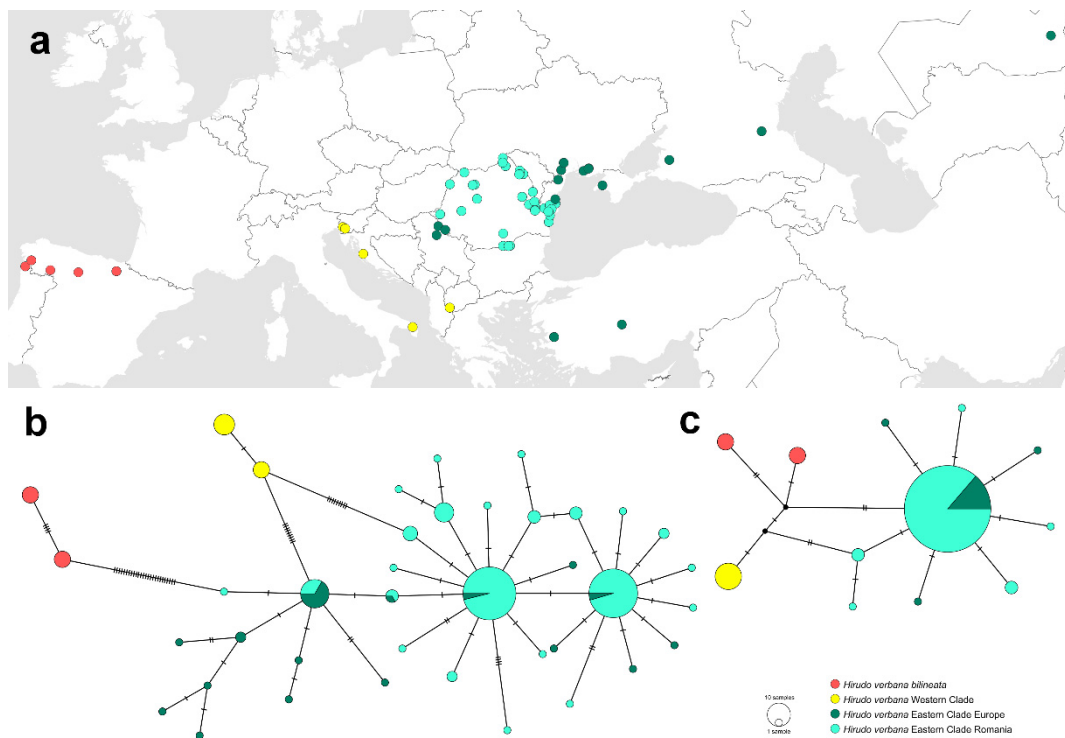 a
b
c
10 samples
1 sample
Hirudo verbana bilineata
Hirudo verbana Western Clade
Hirudo verbana Eastern Clade Europe
Hirudo verbana Eastern Clade Romania